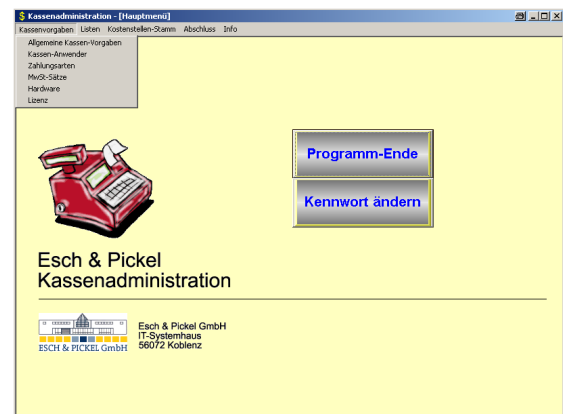 $ Kassenadministration - [Hauptmenü]
Kassenvorgaben Listen Kostenstellen-Stamm Abschluss Info
Allgemeine Kassen-Vorgaben
Kassen-Anwender
Zahlungsarten
MwSt-Sätze
Hardware
Lizenz
Programm-Ende
Kennwort ändern
Esch & Pickel
Kassenadministration
ESCH & PICKEL GmbH
Esch & Pickel GmbH
IT-Systemhaus
56072 Koblenz